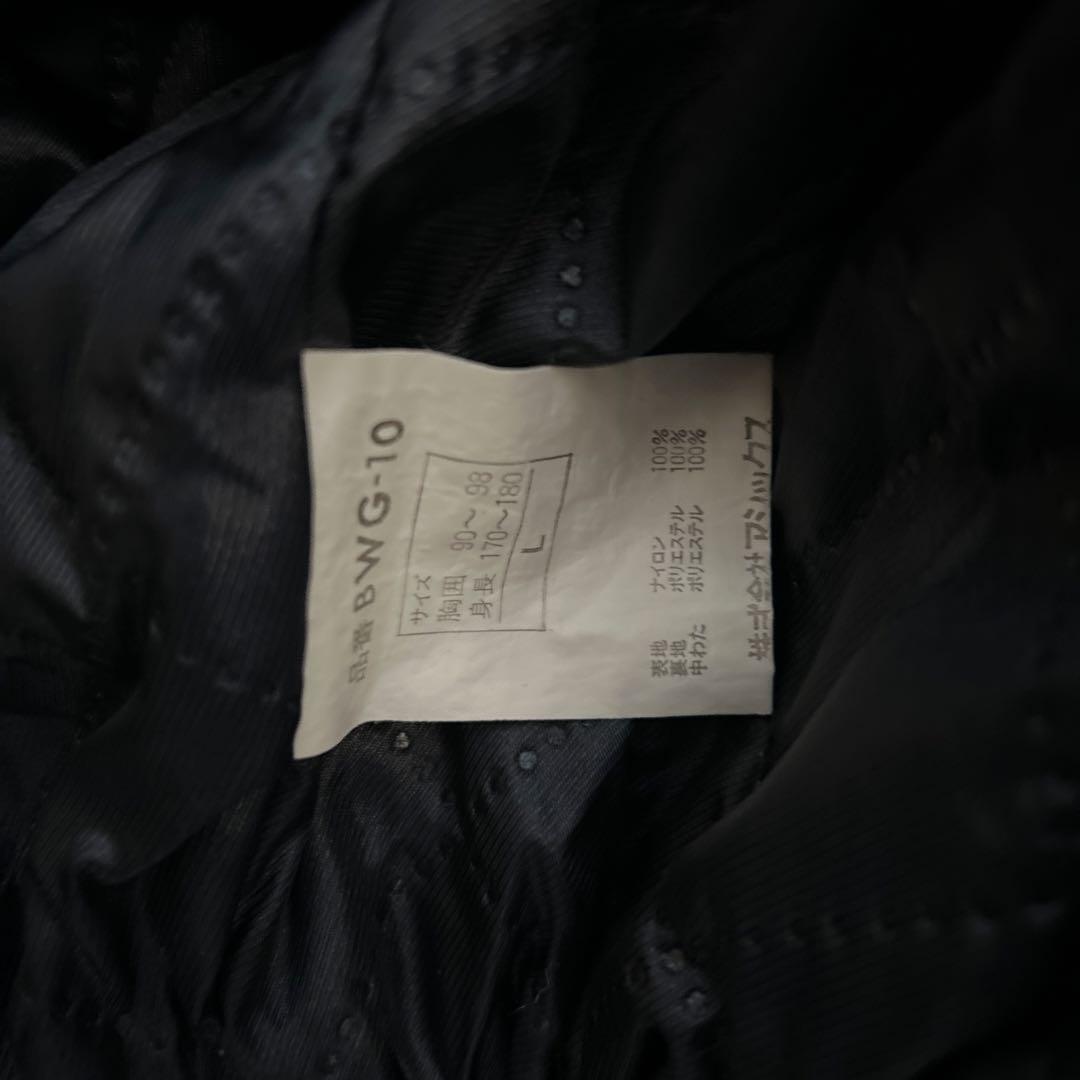 品番 BWG-10
サイズ
胸囲 90～98
身長 170～180
L
表地 ナイロン 100%
裏地 ポリエステル 100%
中わた ポリエステル 100%
株式会社アシックス